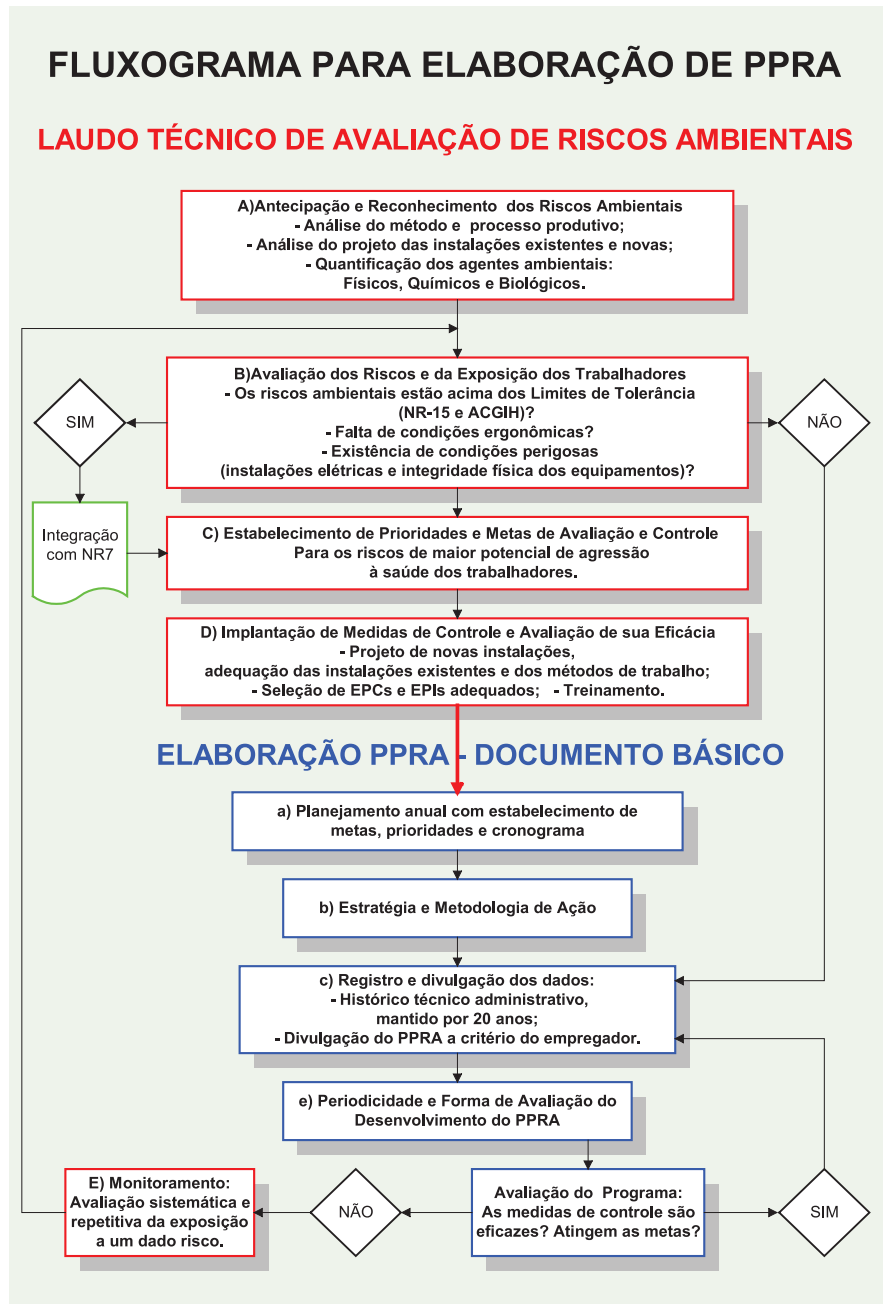 FLUXOGRAMA PARA ELABORAÇÃO DE PPRA
LAUDO TÉCNICO DE AVALIAÇÃO DE RISCOS AMBIENTAIS
A)Antecipação e Reconhecimento dos Riscos Ambientais
- Análise do método e processo produtivo;
- Análise do projeto das instalações existentes e novas;
- Quantificação dos agentes ambientais:
Físicos, Químicos e Biológicos.
B)Avaliação dos Riscos e da Exposição dos Trabalhadores
- Os riscos ambientais estão acima dos Limites de Tolerância
(NR-15 e ACGIH)?
- Falta de condições ergonômicas?
- Existência de condições perigosas
(instalações elétricas e integridade física dos equipamentos)?
SIM
NÃO
Integração
com NR7
C) Estabelecimento de Prioridades e Metas de Avaliação e Controle
Para os riscos de maior potencial de agressão
à saúde dos trabalhadores.
D) Implantação de Medidas de Controle e Avaliação de sua Eficácia
- Projeto de novas instalações,
adequação das instalações existentes e dos métodos de trabalho;
- Seleção de EPCs e EPIs adequados; - Treinamento.
ELABORAÇÃO PPRA - DOCUMENTO BÁSICO
a) Planejamento anual com estabelecimento de
metas, prioridades e cronograma
b) Estratégia e Metodologia de Ação
c) Registro e divulgação dos dados:
- Histórico técnico administrativo,
mantido por 20 anos;
- Divulgação do PPRA a critério do empregador.
e) Periodicidade e Forma de Avaliação do
Desenvolvimento do PPRA
E) Monitoramento:
Avaliação sistemática e
repetitiva da exposição
a um dado risco.
NÃO
Avaliação do Programa:
As medidas de controle são
eficazes? Atingem as metas?
SIM